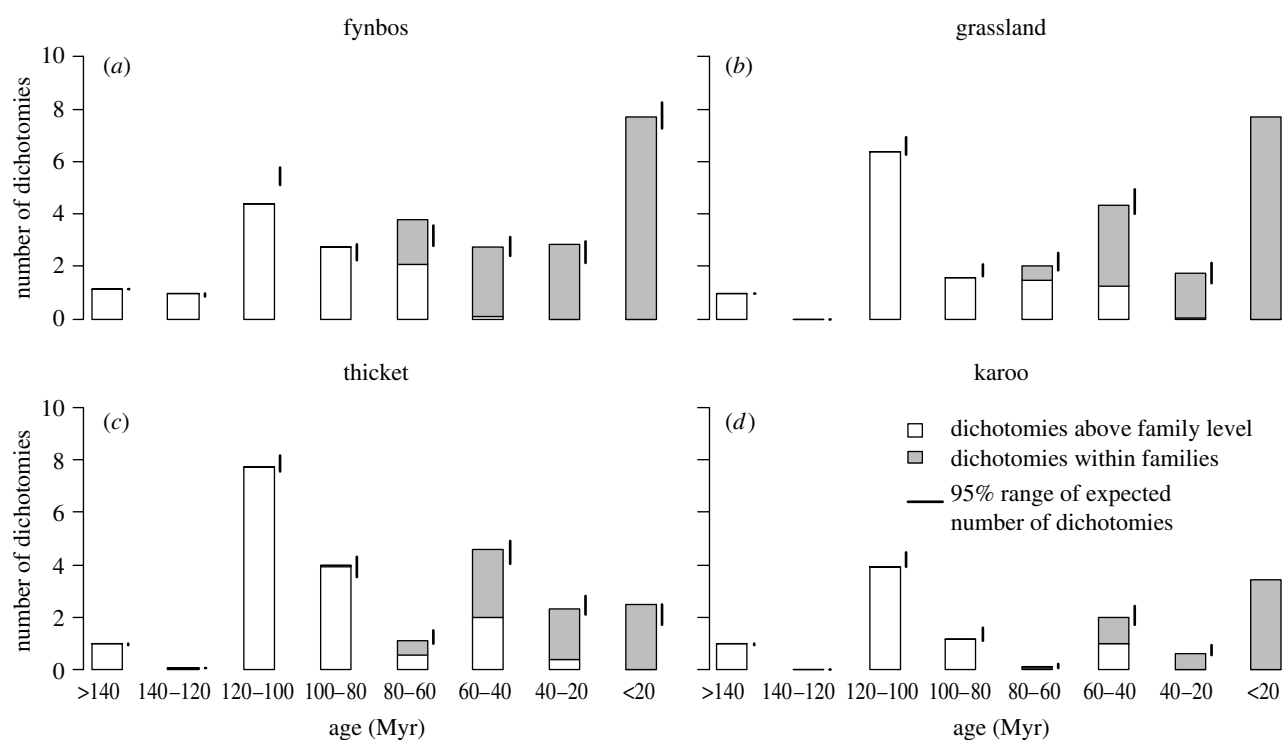 fynbos
grassland
(a)
(b)
10
8
6
4
2
0
number of dichotomies
thicket
karoo
(c)
(d)
10
8
6
4
2
0
number of dichotomies
dichotomies above family level
dichotomies within families
95% range of expected
number of dichotomies
>140 140–120 120–100 100–80 80–60 60–40 40–20 <20
>140 140–120 120–100 100–80 80–60 60–40 40–20 <20
age (Myr)
age (Myr)